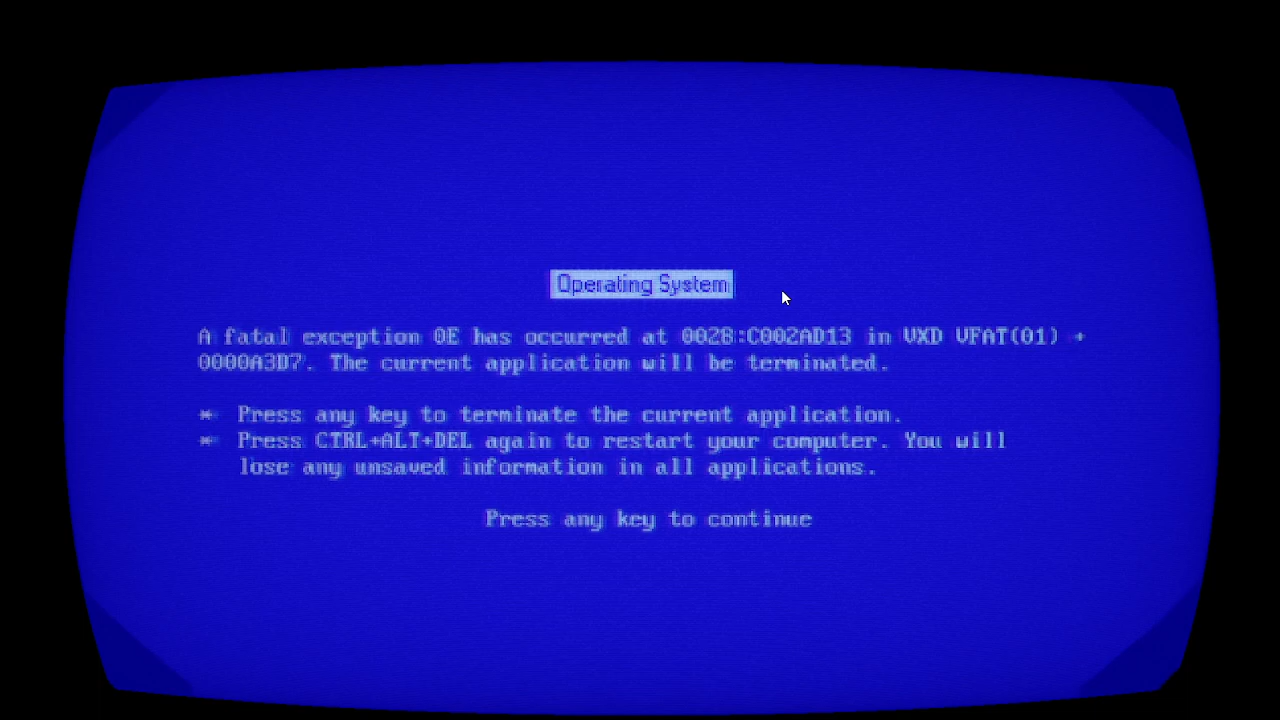 Operating System
A fatal exception 0E has occurred at 0028:C002AD13 in VXD VFAT(01) +
0000A3D7. The current application will be terminated.
* Press any key to terminate the current application.
* Press CTRL+ALT+DEL again to restart your computer. You will
lose any unsaved information in all applications.
Press any key to continue